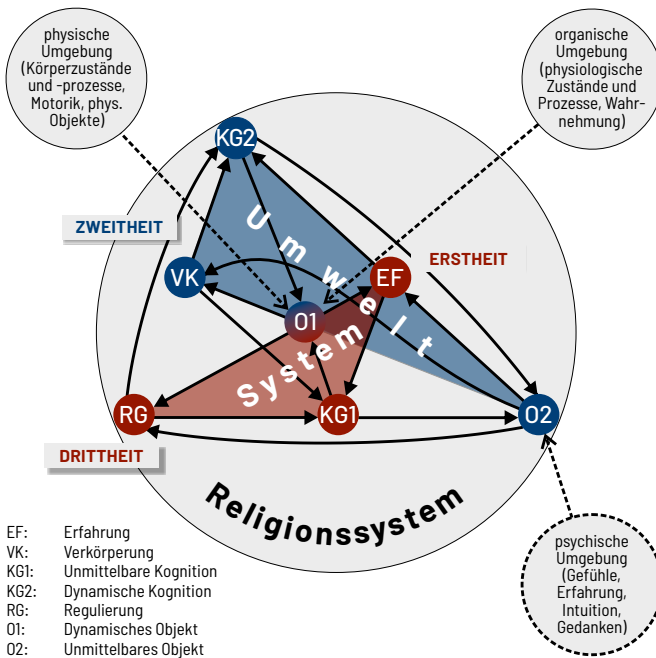 physische
Umgebung
(Körperzustände
und -prozesse,
Motorik, phys.
Objekte)
organische
Umgebung
(physiologische
Zustände und
Prozesse, Wahr-
nehmung)
KG2
ZWEITHEIT
Umwelt
ERSTHEIT
VK
EF
O1
System
RG
KG1
O2
DRITTHEIT
Religionssystem
psychische
Umgebung
(Gefühle,
Erfahrung,
Intuition,
Gedanken)
EF: Erfahrung
VK: Verkörperung
KG1: Unmittelbare Kognition
KG2: Dynamische Kognition
RG: Regulierung
O1: Dynamisches Objekt
O2: Unmittelbares Objekt